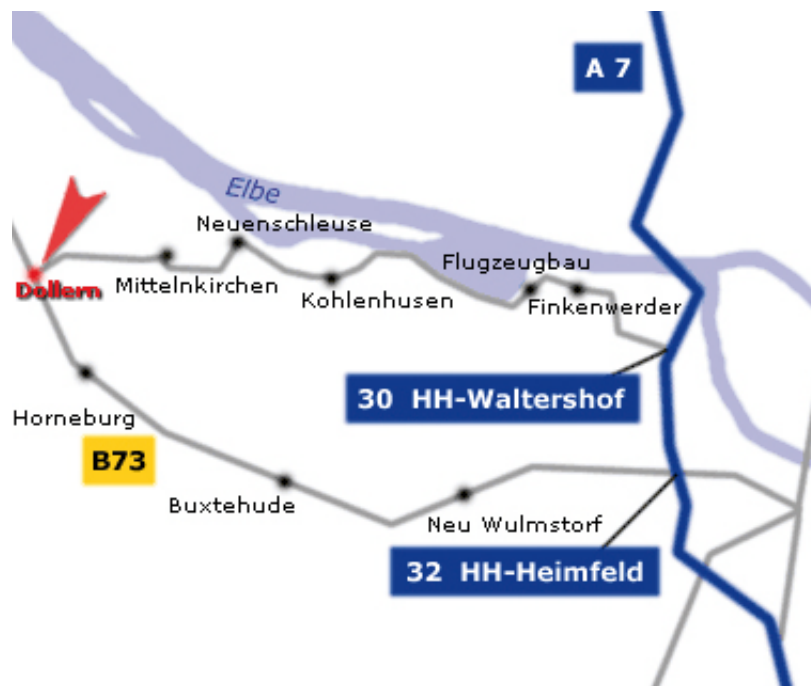 A 7
Elbe
Neuenschleuse
Flugzeugbau
Dollern
Mittelnkirchen
Kohlenhusen
Finkenwerder
30 HH-Waltershof
Horneburg
B73
Buxtehude
Neu Wulmstorf
32 HH-Heimfeld